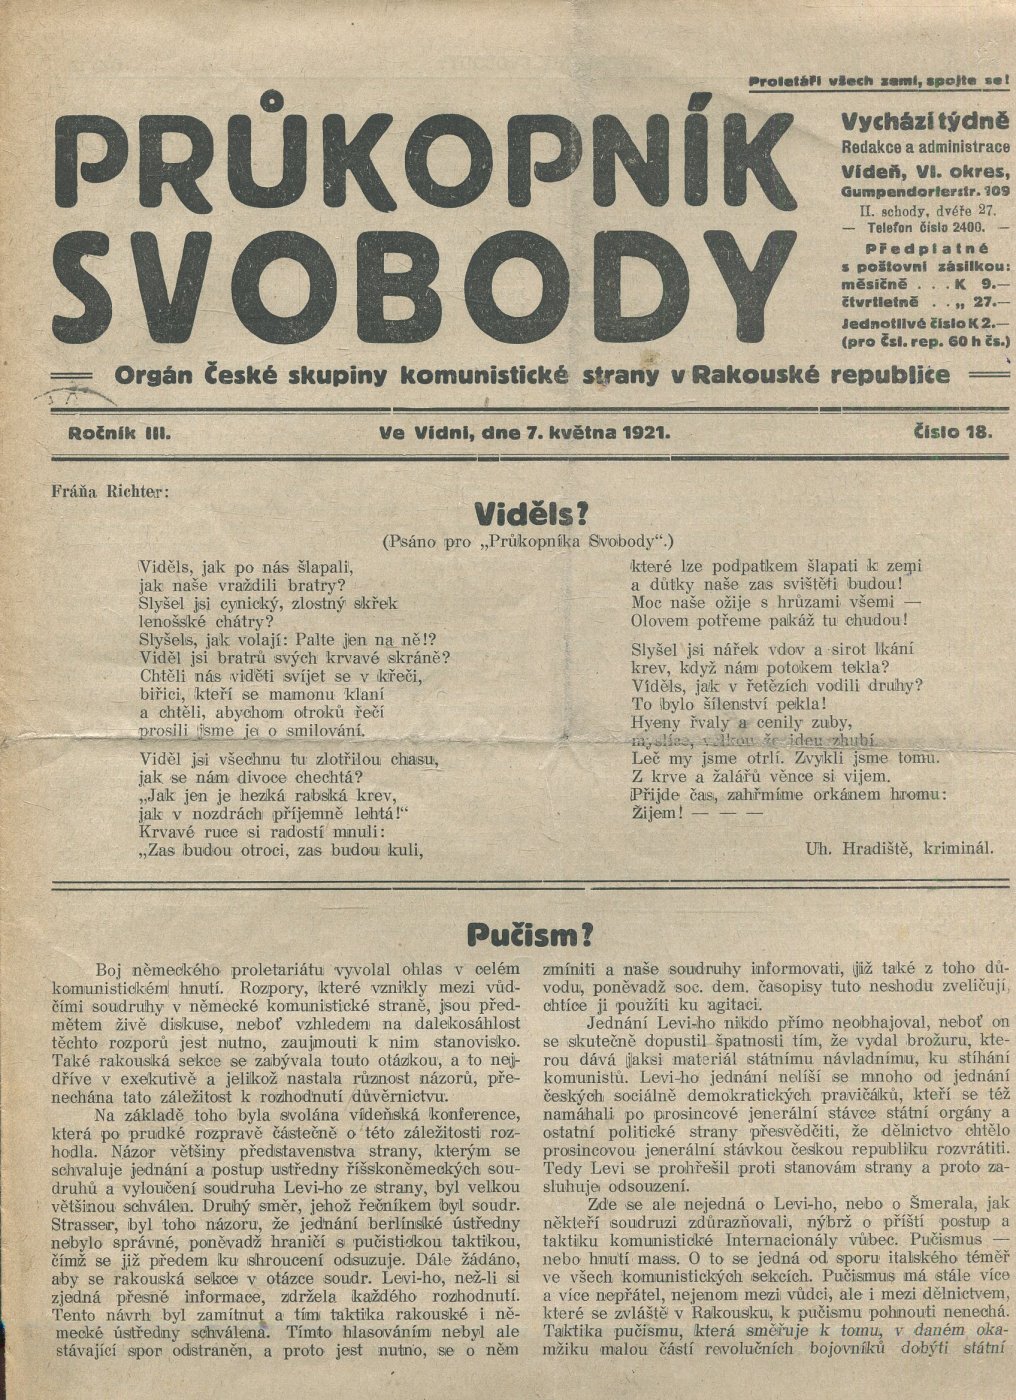 Proletáři všech zemí, spojte se!
PRŮKOPNÍK
SVOBODY
Vychází týdně
Redakce a administrace
Vídeň, VI. okres,
Gumpendorferstr. 109
II. schody, dvéře 27.
— Telefon číslo 2400. —
Předplatné
s poštovní zásilkou:
měsíčně . . . K 9.—
čtvrtletně . . „ 27.—
Jednotlivé číslo K 2.—
(pro Čsl. rep. 60 h čs.)
Orgán České skupiny komunistické strany v Rakouské republice
Ročník III.
Ve Vídni, dne 7. května 1921.
Číslo 18.
Fráňa Richter:
Viděls?
(Psáno pro „Průkopníka Svobody“.)
Viděls, jak po nás šlapali,
jak naše vraždili bratry?
Slyšel jsi cynický, zlostný skřek
lenošské chátry?
Slyšels, jak volají: Palte jen na ně!?
Viděl jsi bratrů svých krvavé skráně?
Chtěli nás viděti svíjet se v křeči,
biřici, kteří se mamonu klaní
a chtěli, abychom otroků řečí
prosili jsme je o smilování.
Viděl jsi všechnu tu zlotřilou chasu,
jak se nám divoce chechtá?
„Jak jen je hezká rabská krev,
jak v nozdrách příjemně lehtá!“
Krvavé ruce si radostí mnuli:
„Zas budou otroci, zas budou kuli,
které lze podpatkem šlapati k zemi
a důtky naše zas svištěti budou!
Moc naše ožije s hrůzami všemi —
Olovem potřeme pakáž tu chudou!
Slyšel jsi nářek vdov a sirot lkání
krev, když nám potokem tekla?
Viděls, jak v řetězích vodili druhy?
To bylo šílenství pekla!
Hyeny řvaly a cenily zuby,
myslíce, velkou že ideu zhubí
Leč my jsme otrlí. Zvykli jsme tomu.
Z krve a žalářů věnce si vijem.
Přijde čas, zahřmíme orkánem hromu:
Žijem! — — —
Uh. Hradiště, kriminál.
Pučism?
Boj německého proletariátu vyvolal ohlas v celém
komunistickém hnutí. Rozpory, které vznikly mezi vůd-
čími soudruhy v německé komunistické straně, jsou před-
mětem živě diskuse, neboť vzhledem na dalekosáhlost
těchto rozporů jest nutno, zaujmouti k nim stanovisko.
Také rakouská sekce se zabývala touto otázkou, a to nej-
dříve v exekutivě a jelikož nastala různost názorů, pře-
nechána tato záležitost k rozhodnutí důvěrnictvu.
Na základě toho byla svolána vídeňská konference,
která po prudké rozpravě částečně o této záležitosti roz-
hodla. Názor většiny představenstva strany, kterým se
schvaluje jednání a postup ustředny říšskoněmeckých sou-
druhů a vyloučení soudruha Levi-ho ze strany, byl velkou
většinou schválen. Druhý směr, jehož řečníkem byl soudr.
Strasser, byl toho názoru, že jednání berlínské ústředny
nebylo správné, poněvadž hraničí s pučistickou taktikou,
čímž se již předem ku shroucení odsuzuje. Dále žádáno,
aby se rakouská sekce v otázce soudr. Levi-ho, než-li si
zjedná přesné informace, zdržela každého rozhodnutí.
Tento návrh byl zamítnut a tím taktika rakouské i ně-
mecké ústředny schválena. Tímto hlasováním nebyl ale
stávající spor odstraněn, a proto jest nutno, se o něm
zmíniti a naše soudruhy informovati, již také z toho dů-
vodu, poněvadž soc. dem. časopisy tuto neshodu zveličují,
chtíce ji použíti ku agitaci.
Jednání Levi-ho nikdo přímo neobhajoval, neboť on
se skutečně dopustil špatnosti tím, že vydal brožuru, kte-
rou dává jaksi materiál státnímu návladnímu, ku stíhání
komunistů. Levi-ho jednání nelíší se mnoho od jednání
českých sociálně demokratických pravičáků, kteří se též
namáhali po prosincové jenerální stávce státní orgány a
ostatní politické strany přesvědčiti, že dělnictvo chtělo
prosincovou jenerální stávkou českou republiku rozvrátiti.
Tedy Levi se prohřešil proti stanovám strany a proto za-
sluhuje odsouzení.
Zde se ale nejedná o Levi-ho, nebo o Šmerala, jak
někteří soudruzi zdůrazňovali, nýbrž o příští postup a
taktiku komunistické Internacionály vůbec. Pučismus —
nebo hnutí mass. O to se jedná od sporu italského téměř
ve všech komunistických sekcích. Pučismus má stále více
a více nepřátel, nejenom mezi vůdci, ale i mezi dělnictvem,
které se zvláště v Rakousku, k pučismu pohnouti nenechá.
Taktika pučismu, která směřuje k tomu, v daném oka-
mžiku malou částí revolučních bojovníků dobýti státní